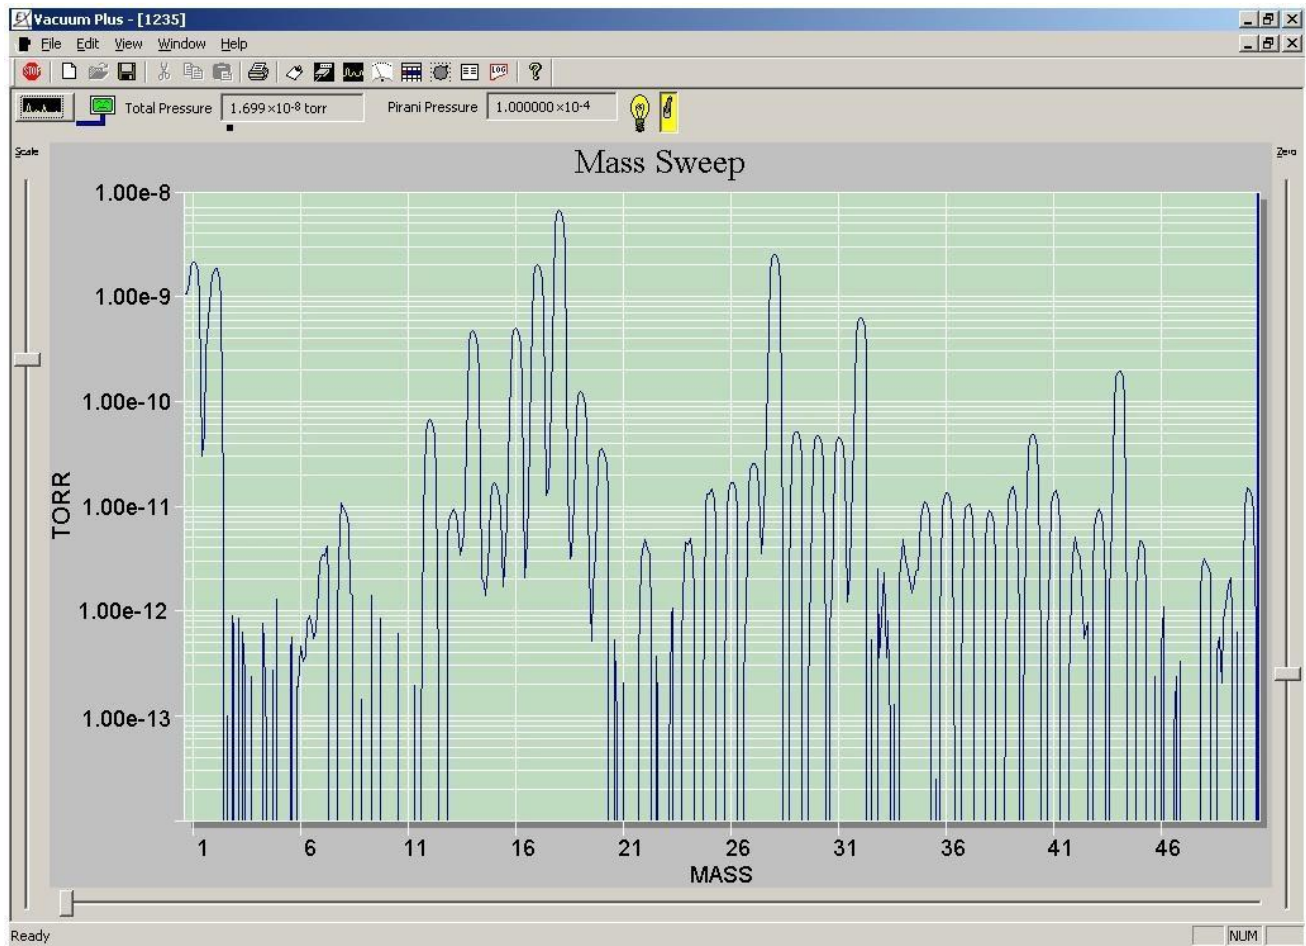 Vacuum Plus - [1235]
File Edit View Window Help
STOP LOG
Total Pressure 1.699×10-8 torr Pirani Pressure 1.000000×10-4
Scale Zero
Mass Sweep
1.00e-8
1.00e-9
1.00e-10
1.00e-11
1.00e-12
1.00e-13
TORR
1 6 11 16 21 26 31 36 41 46
MASS
Ready NUM